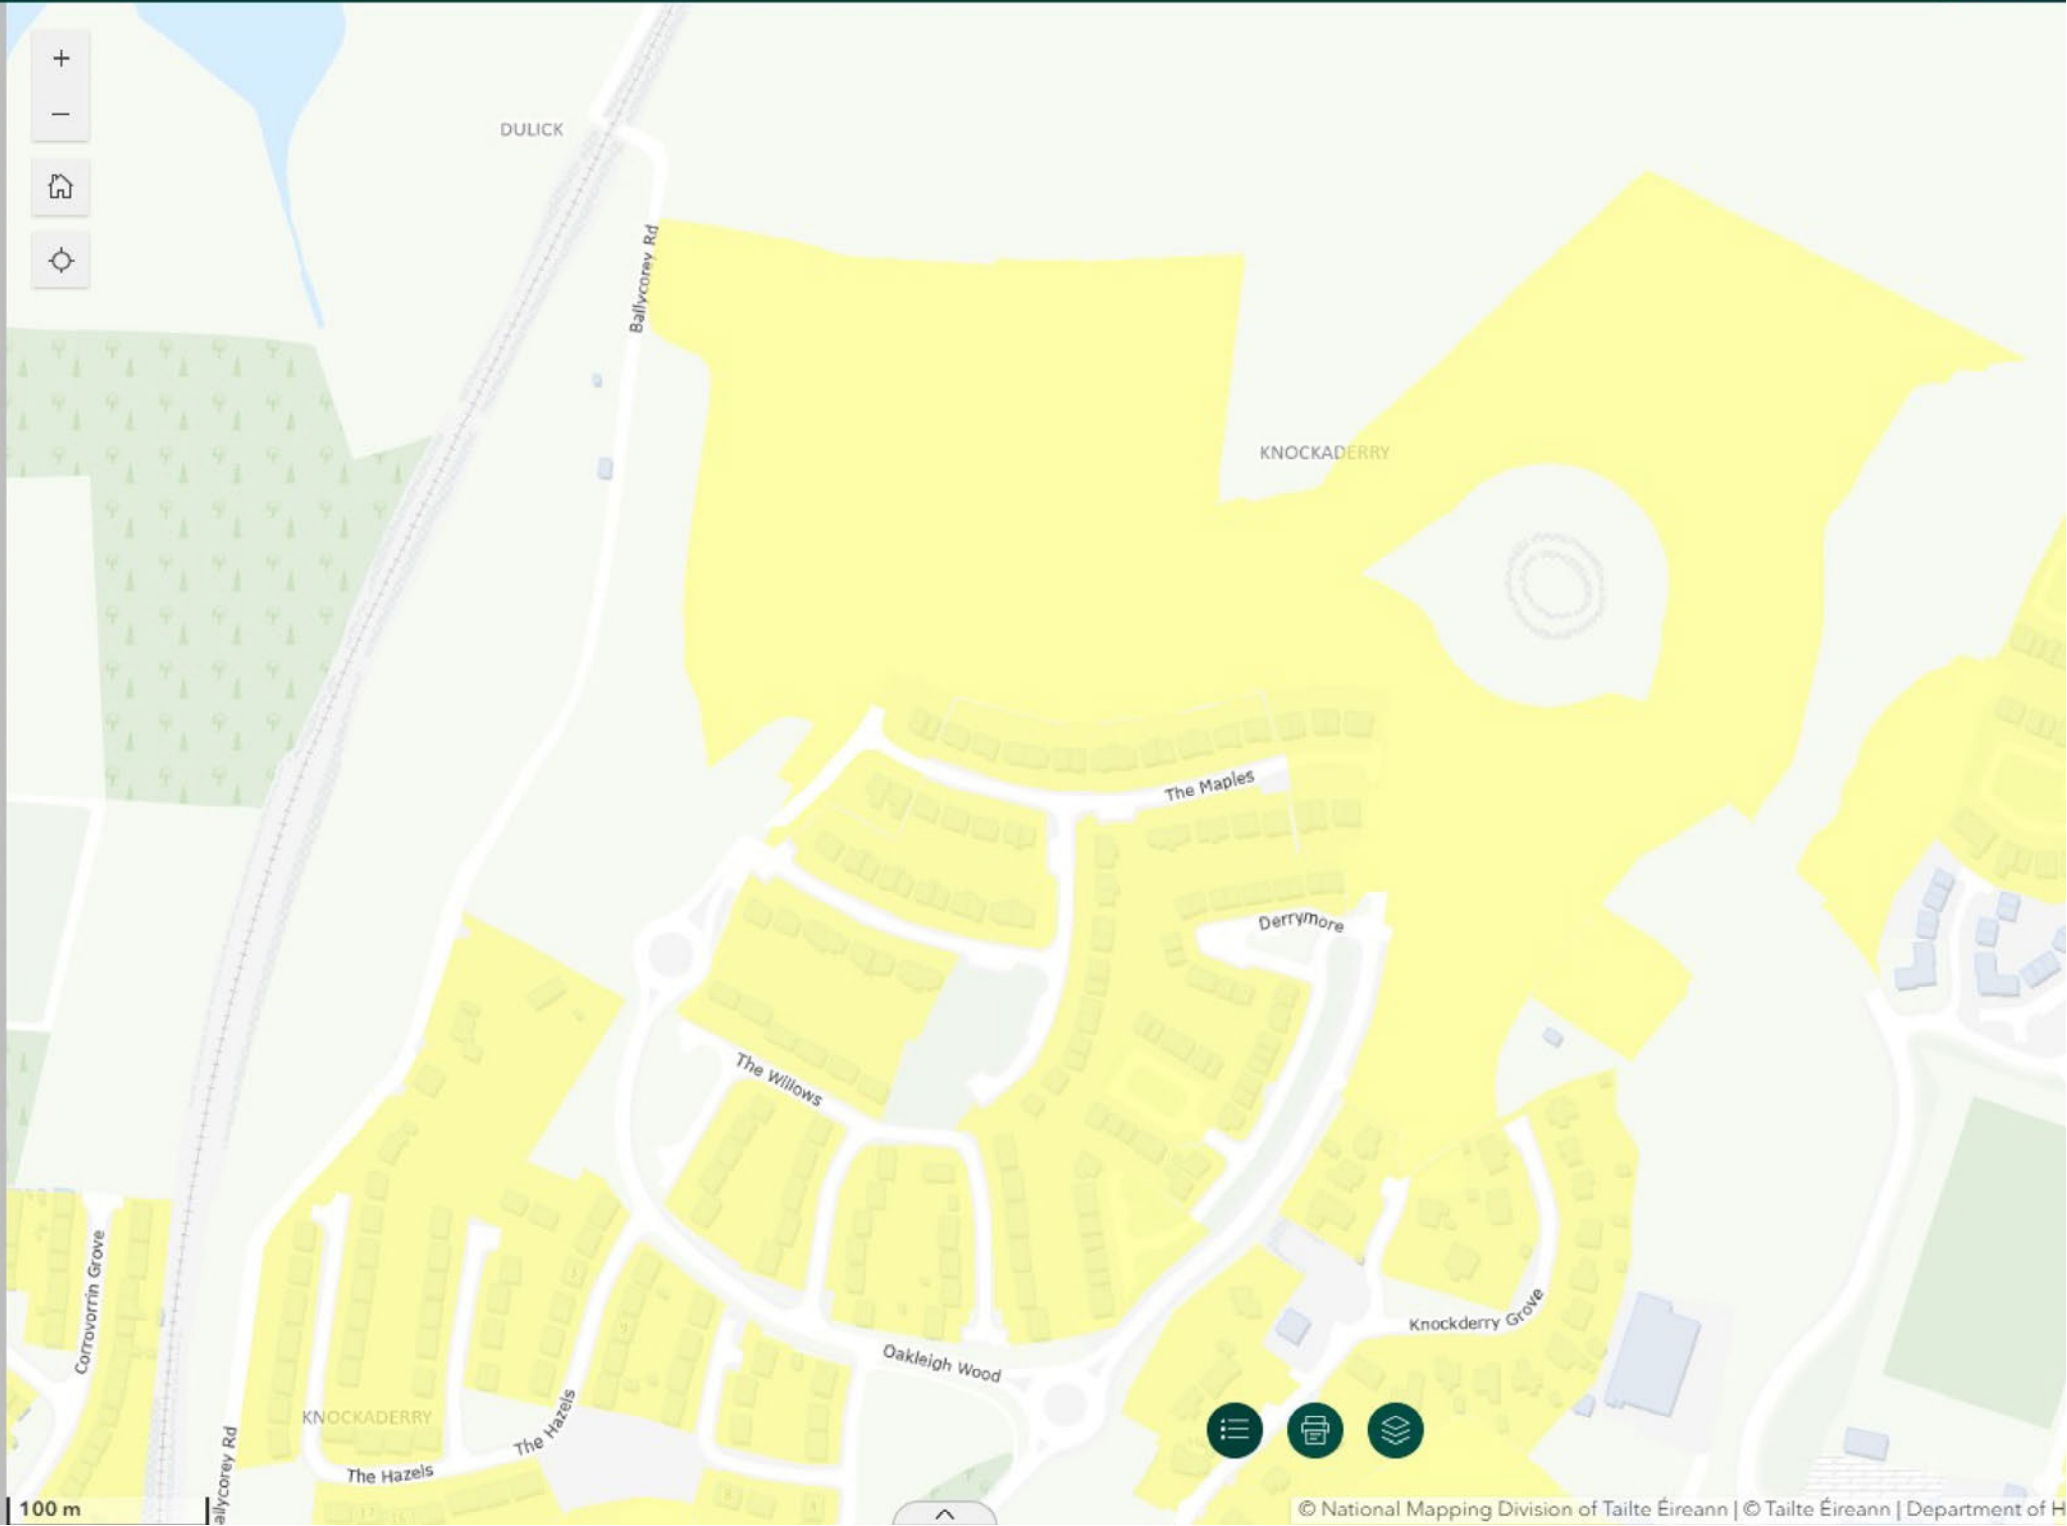 +
−
DULICK
Ballycorey Rd
KNOCKADERRY
The Maples
Derrymore
The Willows
Corrovorrin Grove
Knockderry Grove
Oakleigh Wood
KNOCKADERRY
The Hazels
The Hazels
allycorey Rd
100 m
© National Mapping Division of Tailte Éireann | © Tailte Éireann | Department of H